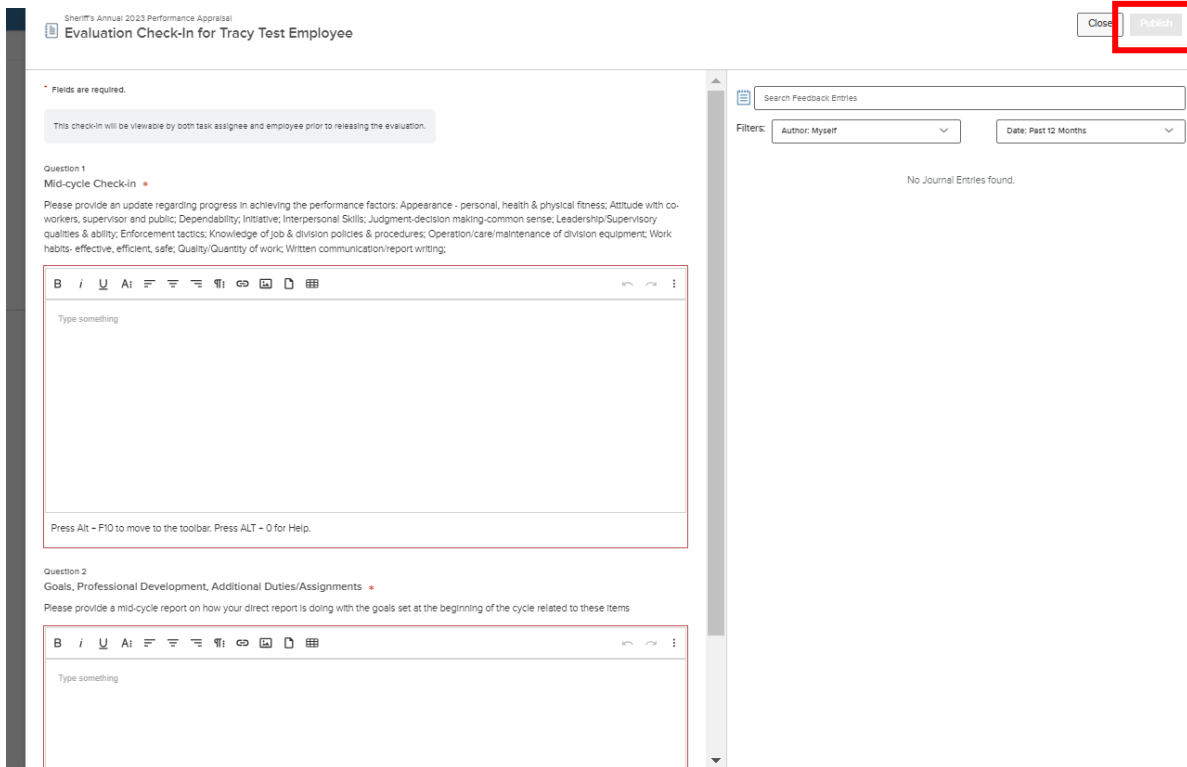 Sheriff's Annual 2023 Performance Appraisal
Evaluation Check-In for Tracy Test Employee
Close
Publish
* Fields are required.
This check-in will be viewable by both task assignee and employee prior to releasing the evaluation.
Question 1
Mid-cycle Check-in *
Please provide an update regarding progress in achieving the performance factors: Appearance - personal, health & physical fitness; Attitude with co-
workers, supervisor and public; Dependability; Initiative; Interpersonal Skills; Judgment-decision making-common sense; Leadership/Supervisory
qualities & ability; Enforcement tactics; Knowledge of job & division policies & procedures; Operation/care/maintenance of division equipment; Work
habits- effective, efficient, safe; Quality/Quantity of work; Written communication/report writing;
B i U A
Type something
Press Alt + F10 to move to the toolbar. Press ALT + 0 for Help.
Question 2
Goals, Professional Development, Additional Duties/Assignments *
Please provide a mid-cycle report on how your direct report is doing with the goals set at the beginning of the cycle related to these items
B i U A
Type something
Search Feedback Entries
Filters:
Author: Myself
Date: Past 12 Months
No Journal Entries found.